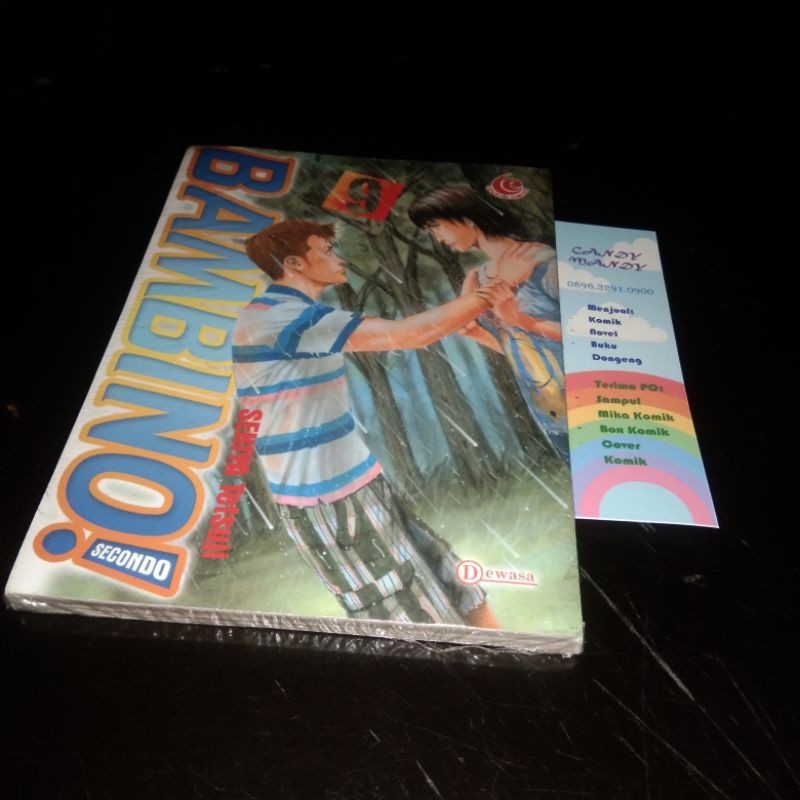 BAMBINO!
SECONDO
9
SEKIYA Tetsuji
Dewasa
CANDY
MANDY
0896.3291.0900
Menjual:
Komik
Novel
Buku
Dongeng
Terima PO:
Sampul
Mika Komik
Box Komik
Cover
Komik